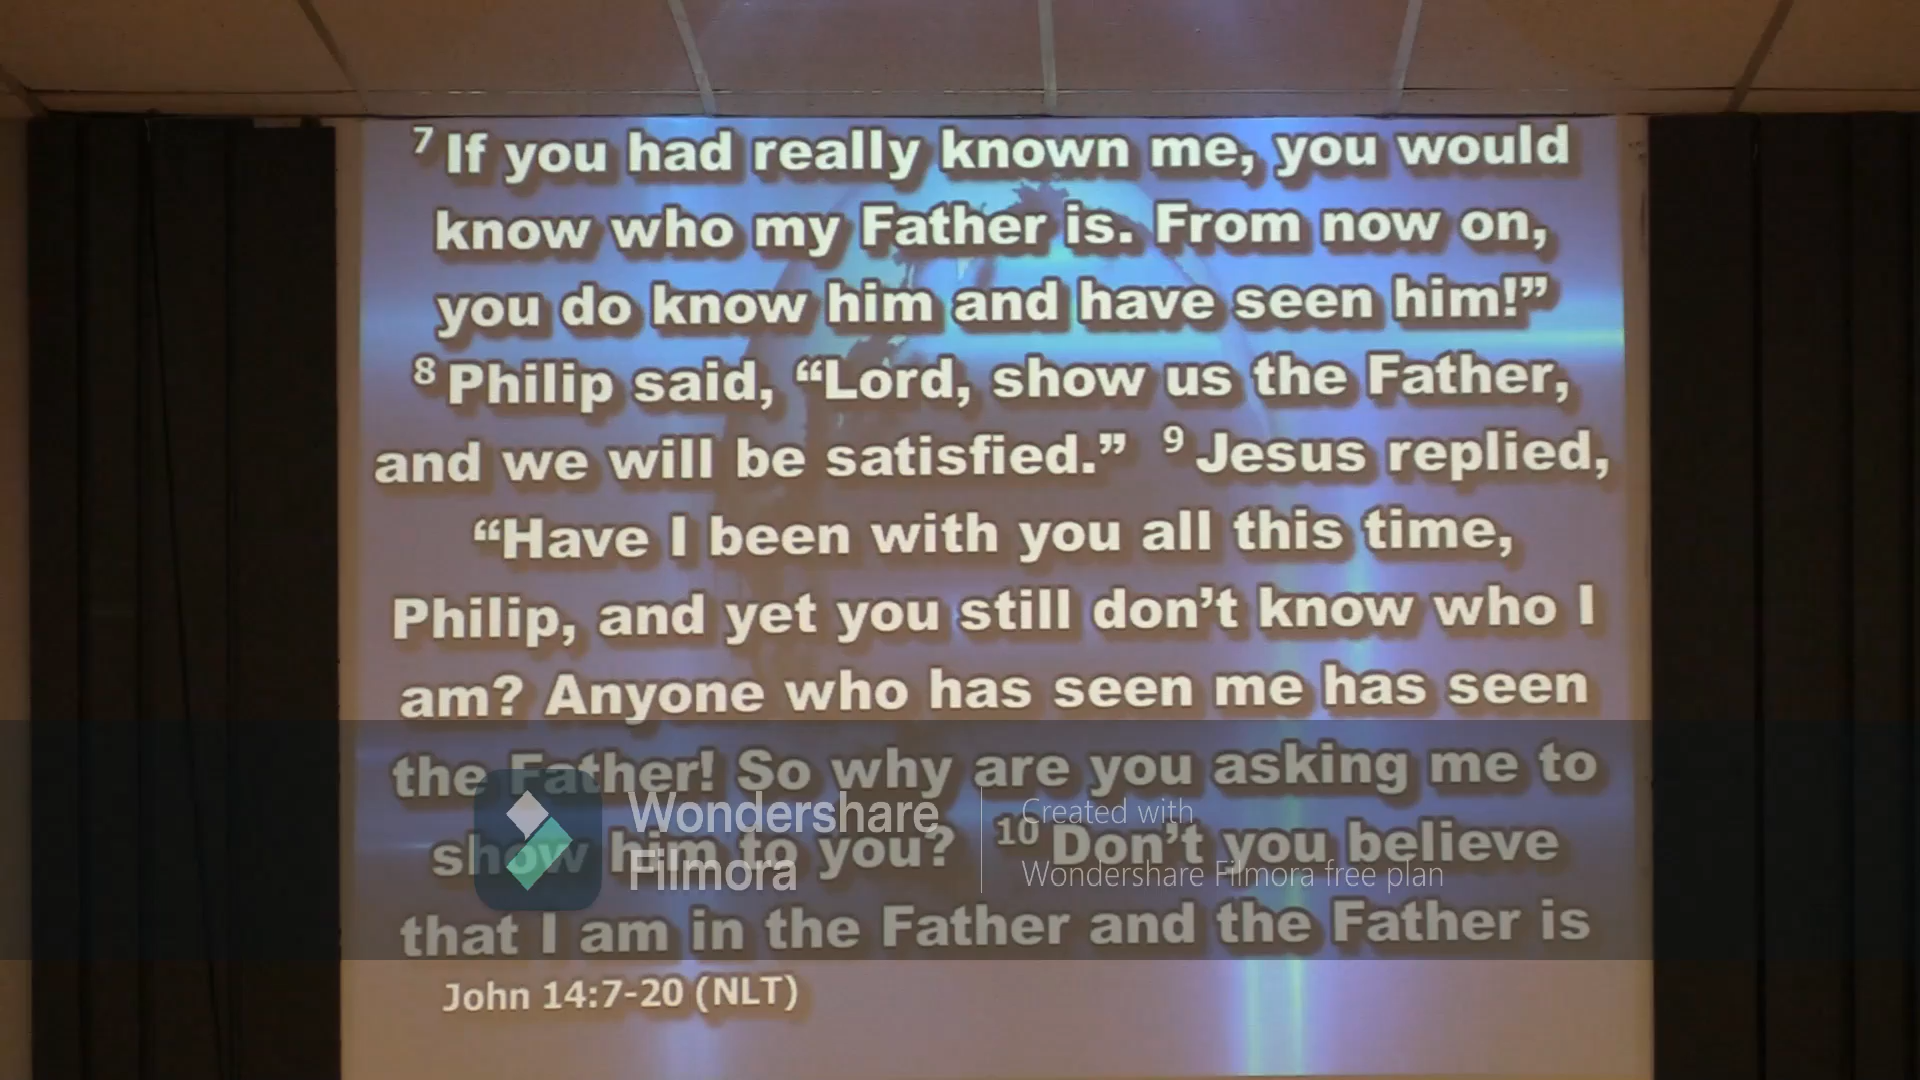 7 If you had really known me, you would
know who my Father is. From now on,
you do know him and have seen him!”
8 Philip said, “Lord, show us the Father,
and we will be satisfied.” 9 Jesus replied,
“Have I been with you all this time,
Philip, and yet you still don’t know who I
am? Anyone who has seen me has seen
the Father! So why are you asking me to
show him to you? 10 Don’t you believe
that I am in the Father and the Father is
John 14:7-20 (NLT)
Wondershare
Filmora
Created with
Wondershare Filmora free plan